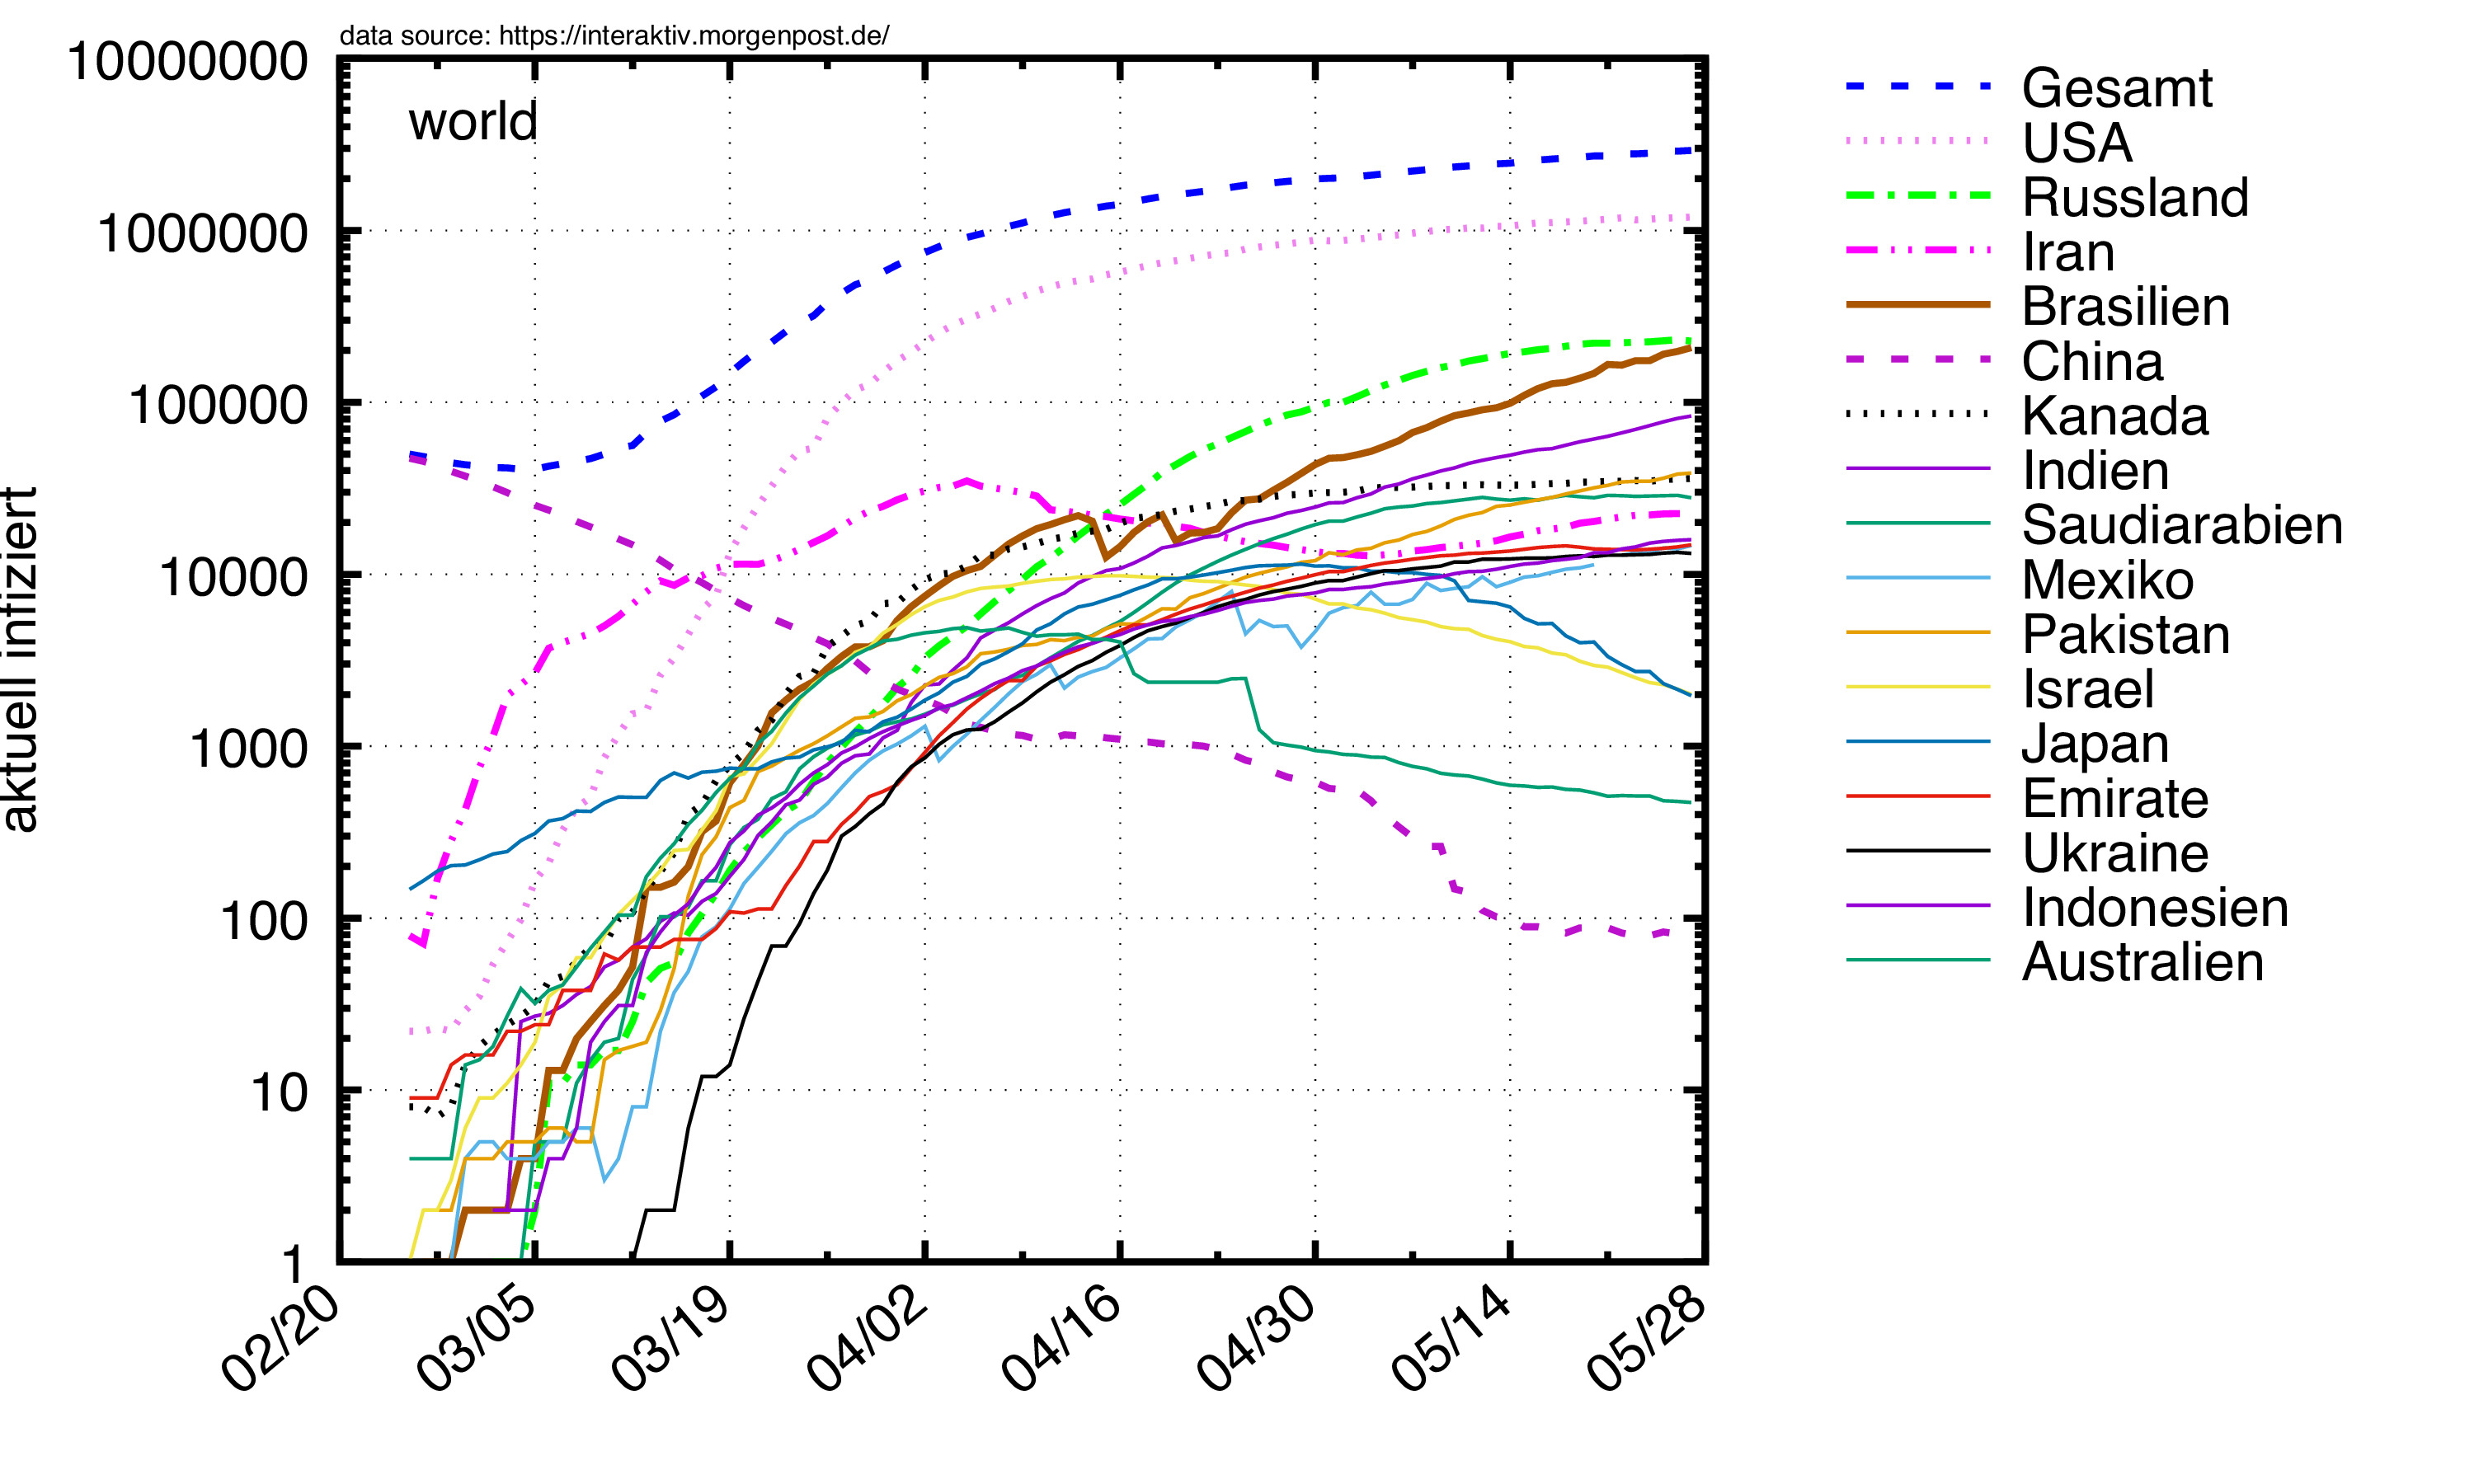 data source: https://interaktiv.morgenpost.de/
world
aktuell infiziert
10000000
1000000
100000
10000
1000
100
10
1
02/20
03/05
03/19
04/02
04/16
04/30
05/14
05/28
Gesamt
USA
Russland
Iran
Brasilien
China
Kanada
Indien
Saudiarabien
Mexiko
Pakistan
Israel
Japan
Emirate
Ukraine
Indonesien
Australien